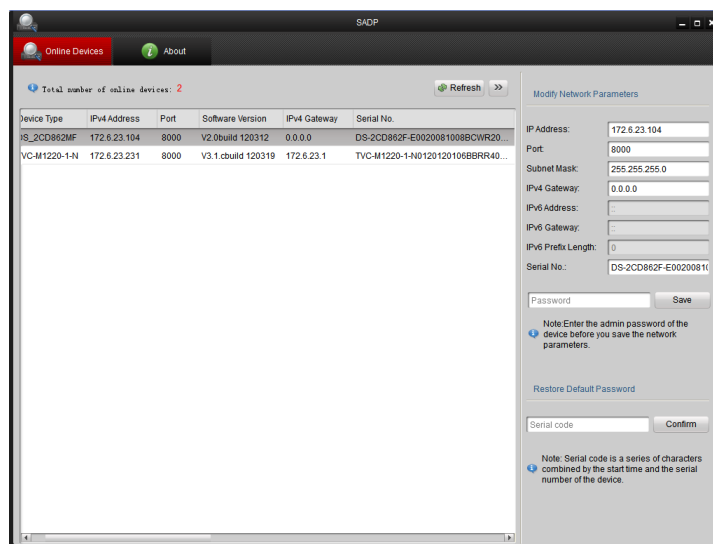 SADP
Online Devices
About
Total number of online devices: 2
Refresh
Device Type IPv4 Address Port Software Version IPv4 Gateway Serial No.
DS_2CD862MF 172.6.23.104 8000 V2.0build 120312 0.0.0.0 DS-2CD862F-E0020081008BCWR20...
TVC-M1220-1-N 172.6.23.231 8000 V3.1.cbuild 120319 172.6.23.1 TVC-M1220-1-N0120120106BBRR40...
Modify Network Parameters
IP Address: 172.6.23.104
Port: 8000
Subnet Mask: 255.255.255.0
IPv4 Gateway: 0.0.0.0
IPv6 Address: ::
IPv6 Gateway: ::
IPv6 Prefix Length: 0
Serial No.: DS-2CD862F-E0020081(
Password
Save
Note:Enter the admin password of the
device before you save the network
parameters.
Restore Default Password
Serial code
Confirm
Note: Serial code is a series of characters
combined by the start time and the serial
number of the device.